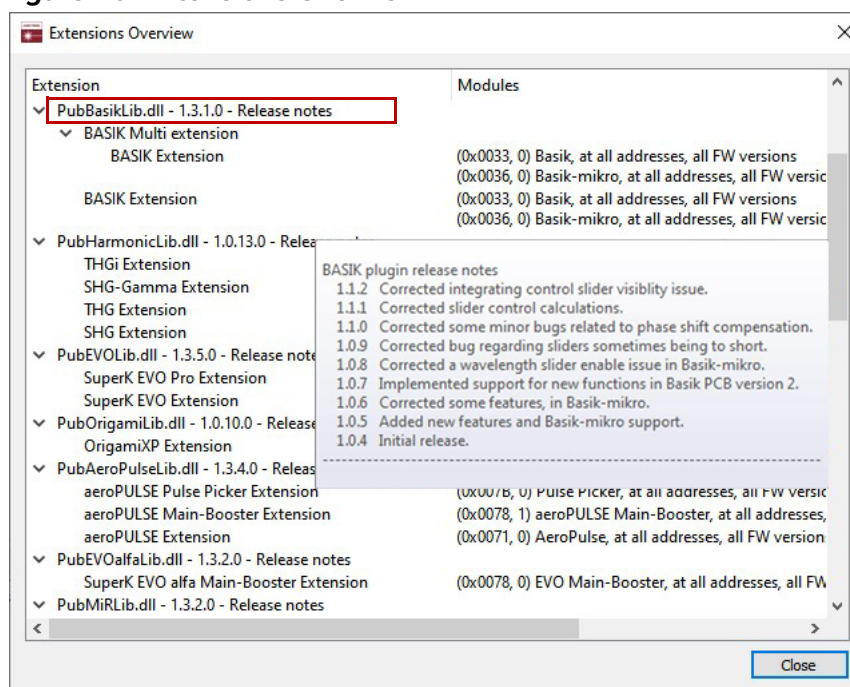 Extensions Overview
Extension Modules
PubBasikLib.dll - 1.3.1.0 - Release notes
BASIK Multi extension
BASIK Extension (0x0033, 0) Basik, at all addresses, all FW versions
(0x0036, 0) Basik-mikro, at all addresses, all FW versic
BASIK Extension (0x0033, 0) Basik, at all addresses, all FW versions
(0x0036, 0) Basik-mikro, at all addresses, all FW versic
PubHarmonicLib.dll - 1.0.13.0 - Relea
THGi Extension
SHG-Gamma Extension
THG Extension
SHG Extension
PubEVOLib.dll - 1.3.5.0 - Release note
SuperK EVO Pro Extension
SuperK EVO Extension
PubOrigamiLib.dll - 1.0.10.0 - Release
OrigamiXP Extension
PubAeroPulseLib.dll - 1.3.4.0 - Releas
BASIK plugin release notes
1.1.2 Corrected integrating control slider visiblity issue.
1.1.1 Corrected slider control calculations.
1.1.0 Corrected some minor bugs related to phase shift compensation.
1.0.9 Corrected bug regarding sliders sometimes being to short.
1.0.8 Corrected a wavelength slider enable issue in Basik-mikro.
1.0.7 Implemented support for new functions in Basik PCB version 2.
1.0.6 Corrected some features, in Basik-mikro.
1.0.5 Added new features and Basik-mikro support.
1.0.4 Initial release.
aeroPULSE Pulse Picker Extension (0x007B, 0) Pulse Picker, at all addresses, all FW versic
aeroPULSE Main-Booster Extension (0x0078, 1) aeroPULSE Main-Booster, at all addresses,
aeroPULSE Extension (0x0071, 0) AeroPulse, at all addresses, all FW version
PubEVOalfaLib.dll - 1.3.2.0 - Release notes
SuperK EVO alfa Main-Booster Extension (0x0078, 0) EVO Main-Booster, at all addresses, all FW
PubMiRLib.dll - 1.3.2.0 - Release notes
Close